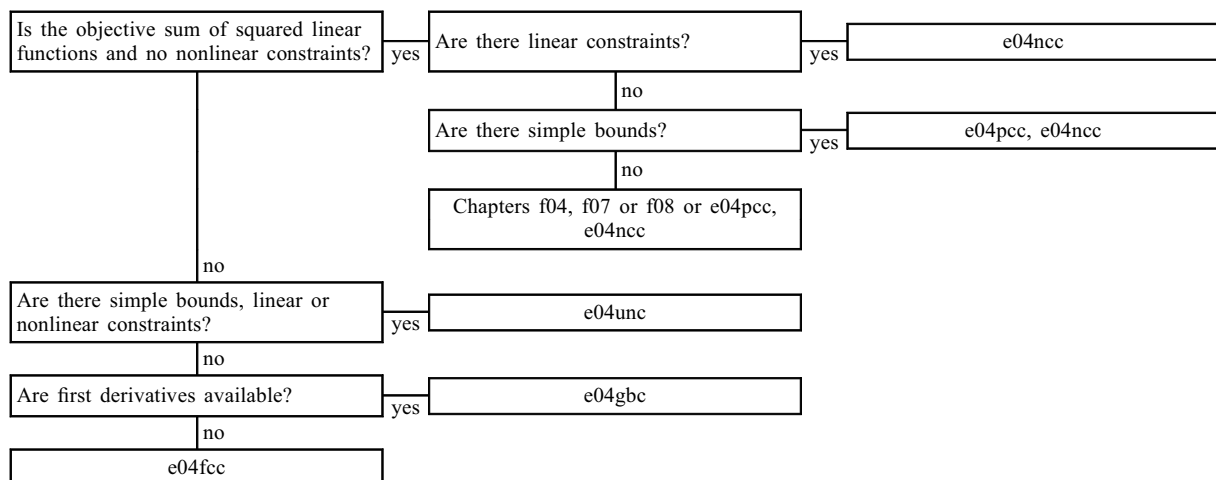 Is the objective sum of squared linear
functions and no nonlinear constraints?
yes
Are there linear constraints?
yes
e04ncc
no
Are there simple bounds?
yes
e04pcc, e04ncc
no
Chapters f04, f07 or f08 or e04pcc,
e04ncc
no
Are there simple bounds, linear or
nonlinear constraints?
yes
e04unc
no
Are first derivatives available?
yes
e04gbc
no
e04fcc